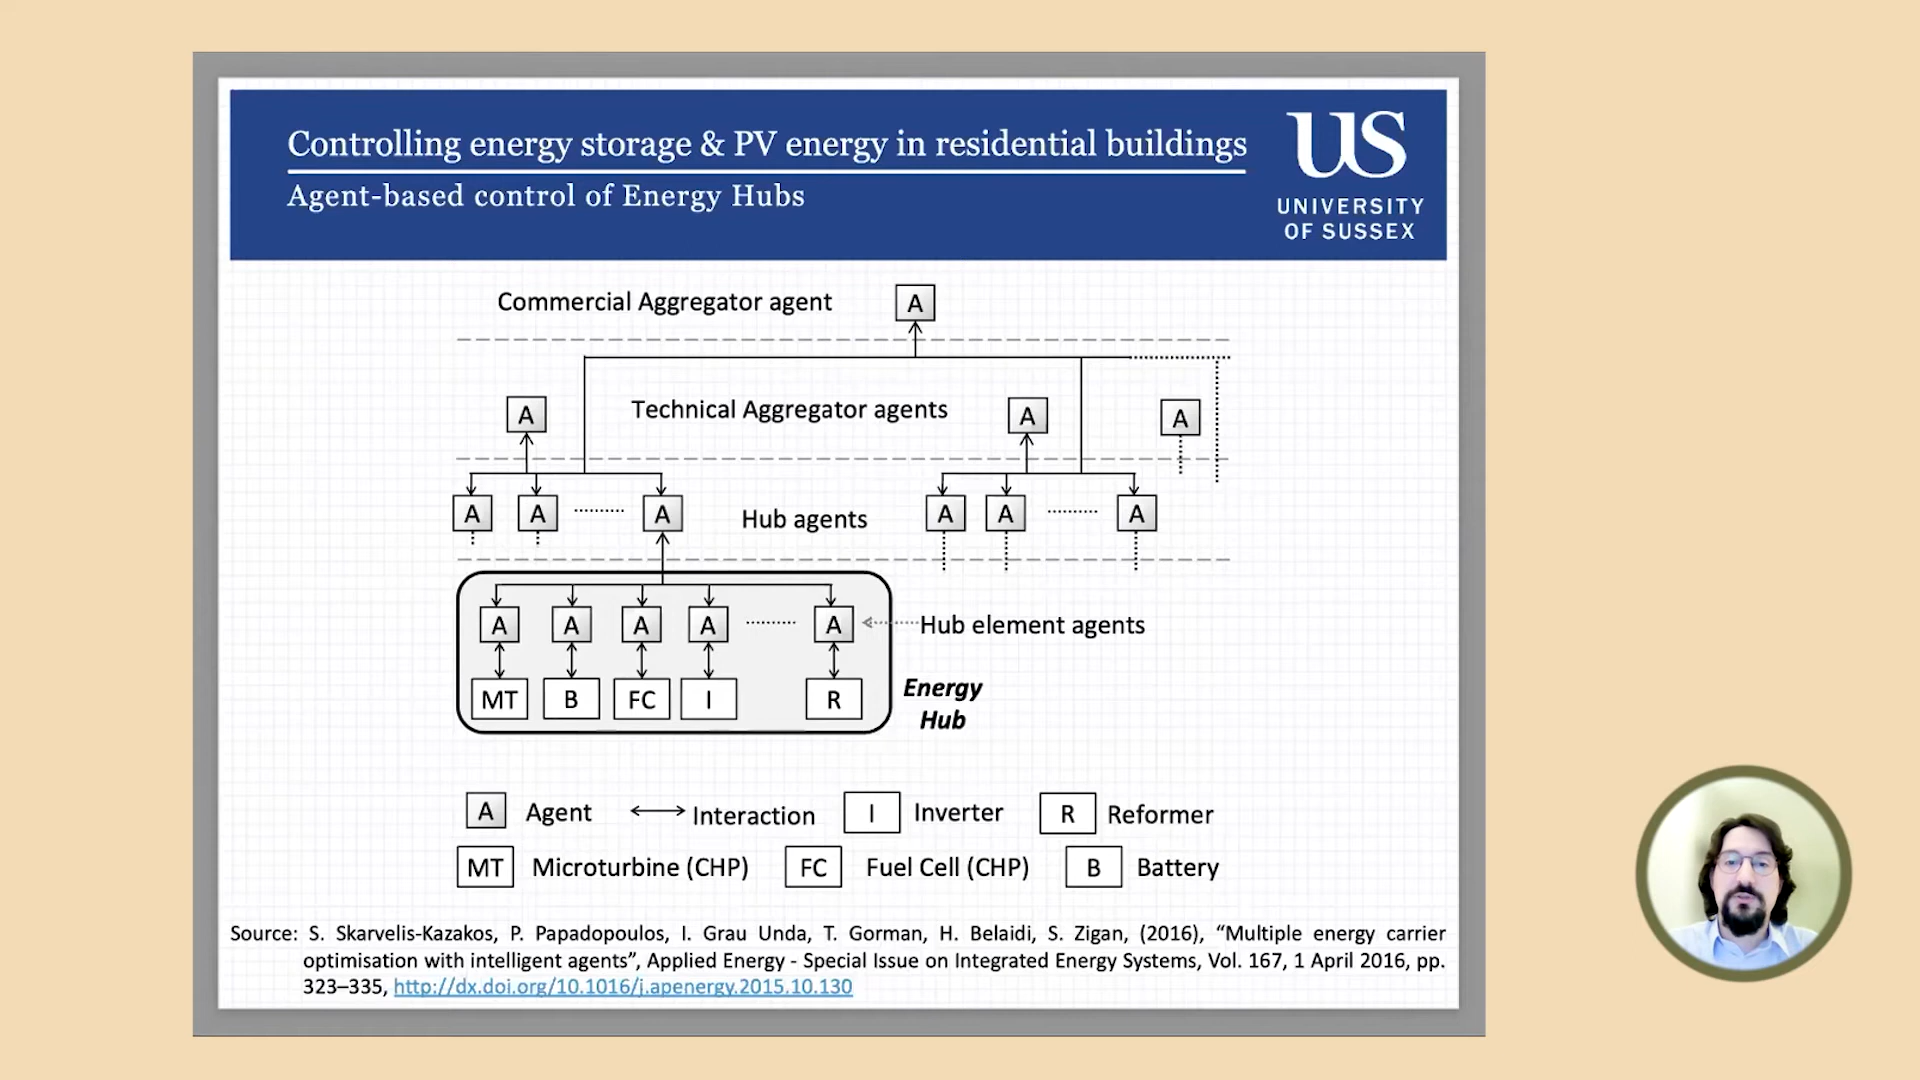 Controlling energy storage & PV energy in residential buildings
Agent-based control of Energy Hubs
US
UNIVERSITY
OF SUSSEX
Commercial Aggregator agent A
A Technical Aggregator agents A A
A A A Hub agents A A A
A A A A A Hub element agents
MT B FC I R
Energy
Hub
A Agent Interaction I Inverter R Reformer
MT Microturbine (CHP) FC Fuel Cell (CHP) B Battery
Source: S. Skarvelis-Kazakos, P. Papadopoulos, I. Grau Unda, T. Gorman, H. Belaidi, S. Zigan, (2016), “Multiple energy carrier
optimisation with intelligent agents”, Applied Energy - Special Issue on Integrated Energy Systems, Vol. 167, 1 April 2016, pp.
323–335, http://dx.doi.org/10.1016/j.apenergy.2015.10.130